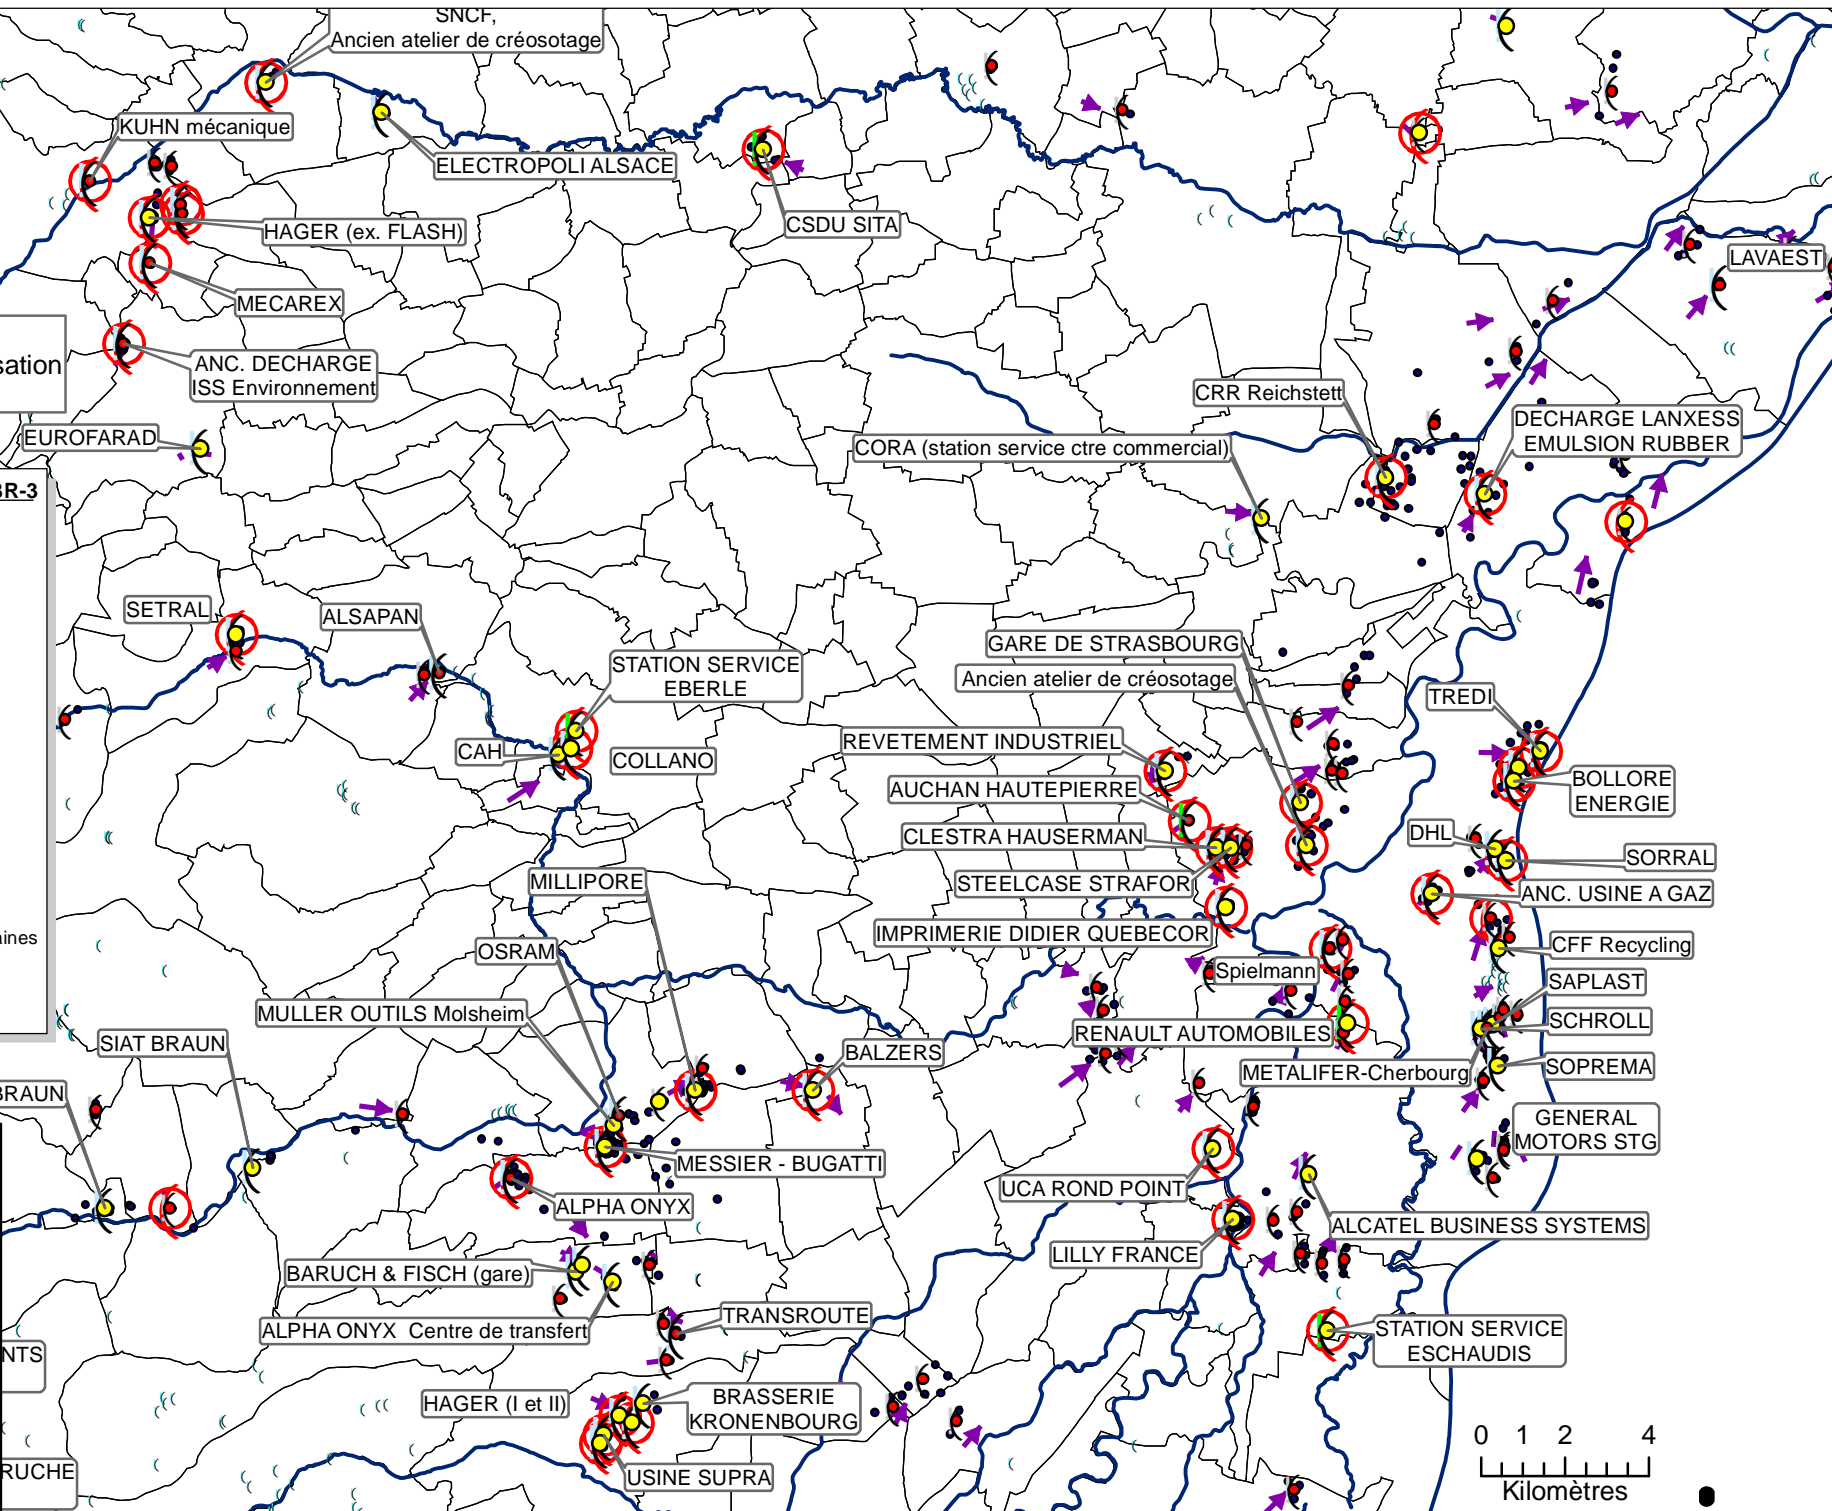 SNCF,
Ancien atelier de créosotage
KUHN mécanique
ELECTROPOLI ALSACE
CSDU SITA
HAGER (ex. FLASH)
LAVAEST
MECAREX
sation
ANC. DECHARGE
ISS Environnement
CRR Reichstett
DECHARGE LANXESS
EMULSION RUBBER
EUROFARAD
CORA (station service ctre commercial)
BR-3
SETRAL
ALSAPAN
GARE DE STRASBOURG
Ancien atelier de créosotage
STATION SERVICE
EBERLE
TREDI
CAH
COLLANO
REVETEMENT INDUSTRIEL
AUCHAN HAUTEPIERRE
BOLLORE
ENERGIE
CLESTRA HAUSERMAN
DHL
SORRAL
MILLIPORE
STEELCASE STRAFOR
ANC. USINE A GAZ
IMPRIMERIE DIDIER QUEBECOR
aines
OSRAM
CFF Recycling
Spielmann
SAPLAST
MULLER OUTILS Molsheim
SCHROLL
RENAULT AUTOMOBILES
SIAT BRAUN
BALZERS
METALIFER-Cherbourg
SOPREMA
BRAUN
GENERAL
MOTORS STG
MESSIER - BUGATTI
UCA ROND POINT
ALPHA ONYX
ALCATEL BUSINESS SYSTEMS
LILLY FRANCE
BARUCH & FISCH (gare)
TRANSROUTE
ALPHA ONYX  Centre de transfert
STATION SERVICE
ESCHAUDIS
NTS
HAGER (I et II)
BRASSERIE
KRONENBOURG
0 1 2 4
Kilomètres
RUCHE
USINE SUPRA